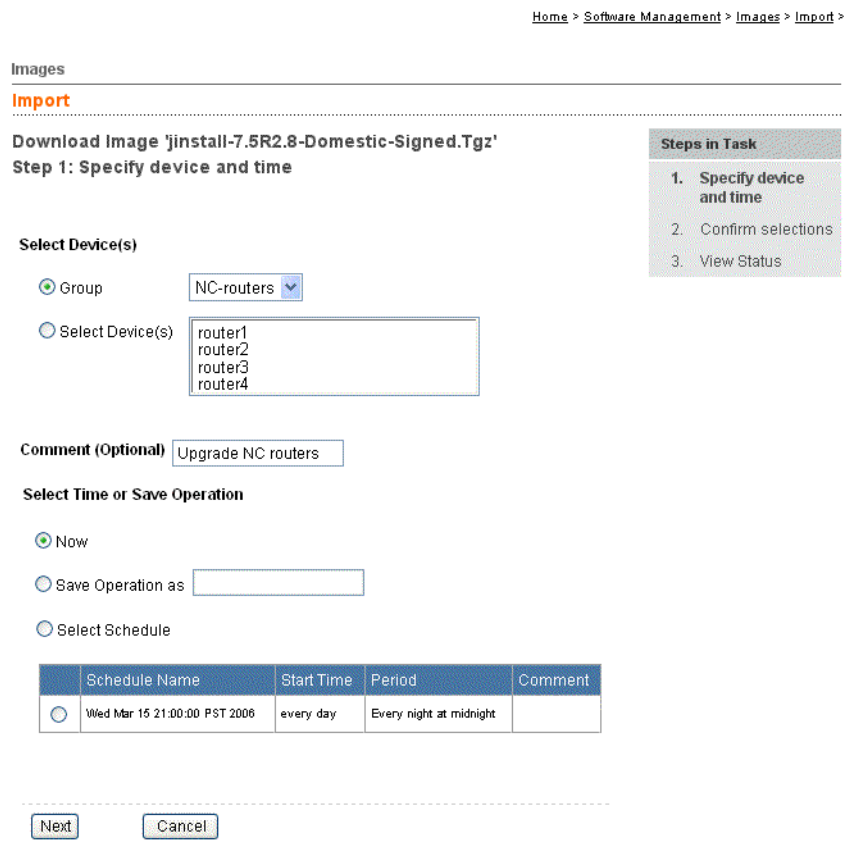 Home > Software Management > Images > Import >
Images
Import
Download Image 'jinstall-7.5R2.8-Domestic-Signed.Tgz'
Step 1: Specify device and time
Steps in Task
1. Specify device
and time
2. Confirm selections
3. View Status
Select Device(s)
Group NC-routers
Select Device(s)
router1
router2
router3
router4
Comment (Optional) Upgrade NC routers
Select Time or Save Operation
Now
Save Operation as
Select Schedule
Schedule Name Start Time Period Comment
Wed Mar 15 21:00:00 PST 2006 every day Every night at midnight
Next Cancel